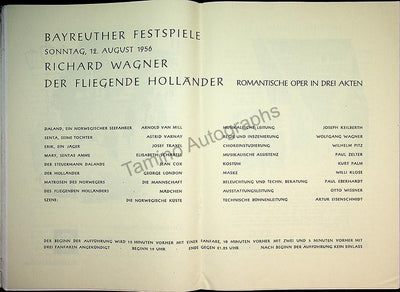 BAYREUTHER FESTSPIELE
SONNTAG, 12. AUGUST 1956
RICHARD WAGNER
DER FLIEGENDE HOLLÄNDER ROMANTISCHE OPER IN DREI AKTEN
DALAND, EIN NORWEGISCHER SEEFAHRER ARNOLD VAN MILL
SENTA, SEINE TOCHTER ASTRID VARNAY
ERIK, EIN JÄGER JOSEF TRAXEL
MARY, SENTAS AMME ELISABETH SCHÄRTEL
DER STEUERMANN DALANDS JEAN COX
DER HOLLÄNDER GEORGE LONDON
MATROSEN DES NORWEGERS DIE MANNSCHAFT
DES FLIEGENDEN HOLLÄNDERS MÄDCHEN
SZENE: DIE NORWEGISCHE KÜSTE
MUSIKALISCHE LEITUNG JOSEPH KEILBERTH
REGIE UND INSZENIERUNG WOLFGANG WAGNER
CHOREINSTUDIERUNG WILHELM PITZ
MUSIKALISCHE ASSISTENZ PAUL ZELTER
KOSTÜM KURT PALM
MASKE WILLI KLOSE
BELEUCHTUNG UND TECHN. BERATUNG PAUL EBERHARDT
AUSSTATTUNGSLEITUNG OTTO WISSNER
TECHNISCHE BÜHNENLEITUNG ARTUR EISENSCHMIDT
DER BEGINN DER AUFFÜHRUNG WIRD 15 MINUTEN VORHER MIT EINER FANFARE, 10 MINUTEN VORHER MIT ZWEI UND 5 MINUTEN VORHER MIT
DREI FANFAREN ANGEKÜNDIGT BEGINN 18 UHR ENDE GEGEN 21.25 UHR NACH BEGINN DER AUFFÜHRUNG KEIN EINLASS
Tamino Autographs